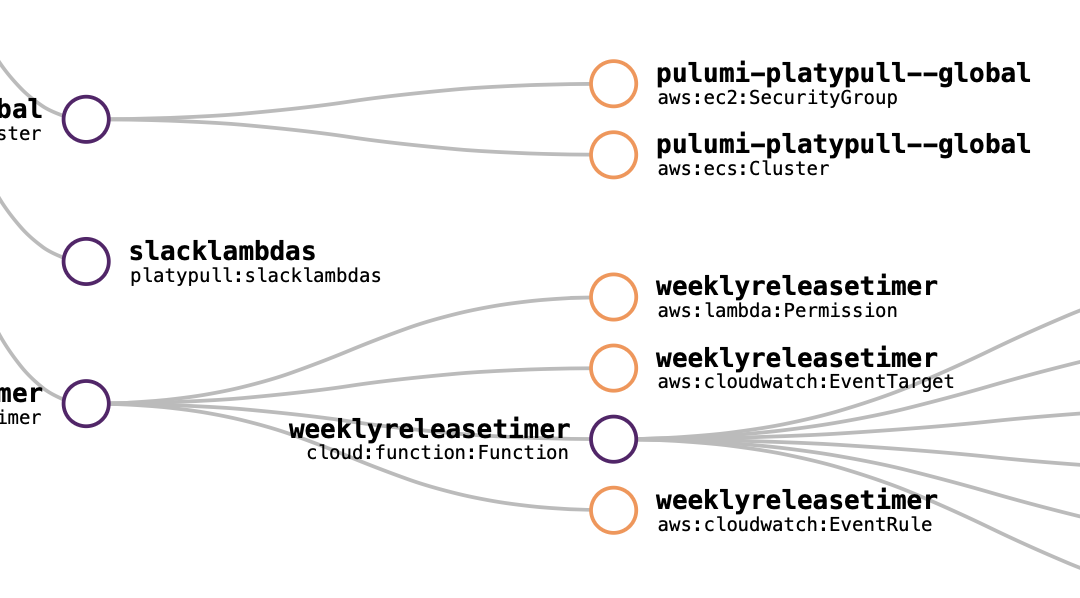 pulumi-platypull--global
aws:ec2:SecurityGroup
bal
ster
pulumi-platypull--global
aws:ecs:Cluster
slacklambdas
platypull:slacklambdas
weeklyreleasetimer
aws:lambda:Permission
weeklyreleasetimer
aws:cloudwatch:EventTarget
mer
imer
weeklyreleasetimer
cloud:function:Function
weeklyreleasetimer
aws:cloudwatch:EventRule